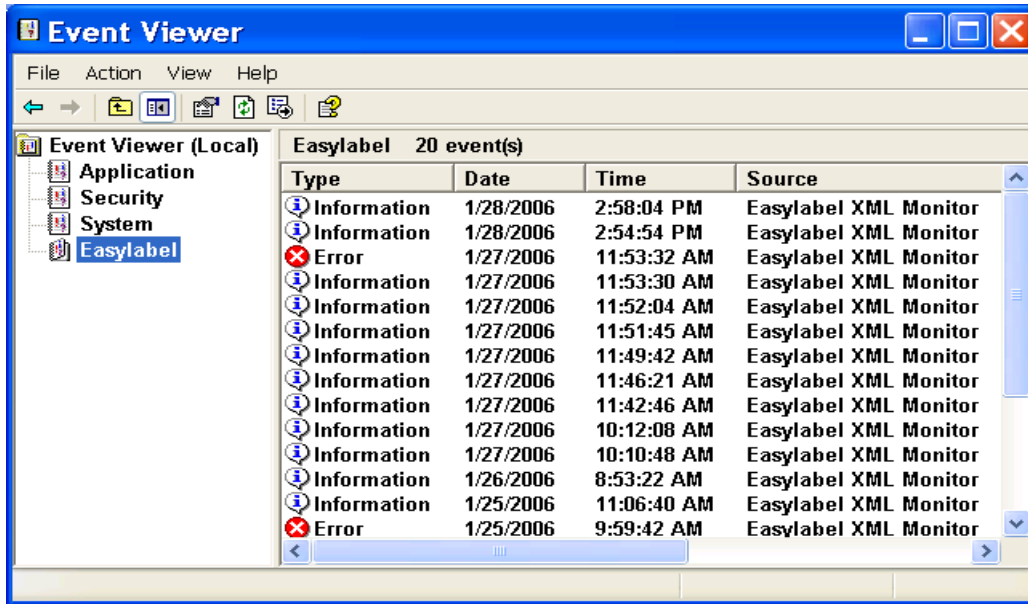 Event Viewer
File Action View Help
Event Viewer (Local)
Application
Security
System
Easylabel
Easylabel 20 event(s)
Type Date Time Source
Information 1/28/2006 2:58:04 PM Easylabel XML Monitor
Information 1/28/2006 2:54:54 PM Easylabel XML Monitor
Error 1/27/2006 11:53:32 AM Easylabel XML Monitor
Information 1/27/2006 11:53:30 AM Easylabel XML Monitor
Information 1/27/2006 11:52:04 AM Easylabel XML Monitor
Information 1/27/2006 11:51:45 AM Easylabel XML Monitor
Information 1/27/2006 11:49:42 AM Easylabel XML Monitor
Information 1/27/2006 11:46:21 AM Easylabel XML Monitor
Information 1/27/2006 11:42:46 AM Easylabel XML Monitor
Information 1/27/2006 10:12:08 AM Easylabel XML Monitor
Information 1/27/2006 10:10:48 AM Easylabel XML Monitor
Information 1/26/2006 8:53:22 AM Easylabel XML Monitor
Information 1/25/2006 11:06:40 AM Easylabel XML Monitor
Error 1/25/2006 9:59:42 AM Easylabel XML Monitor